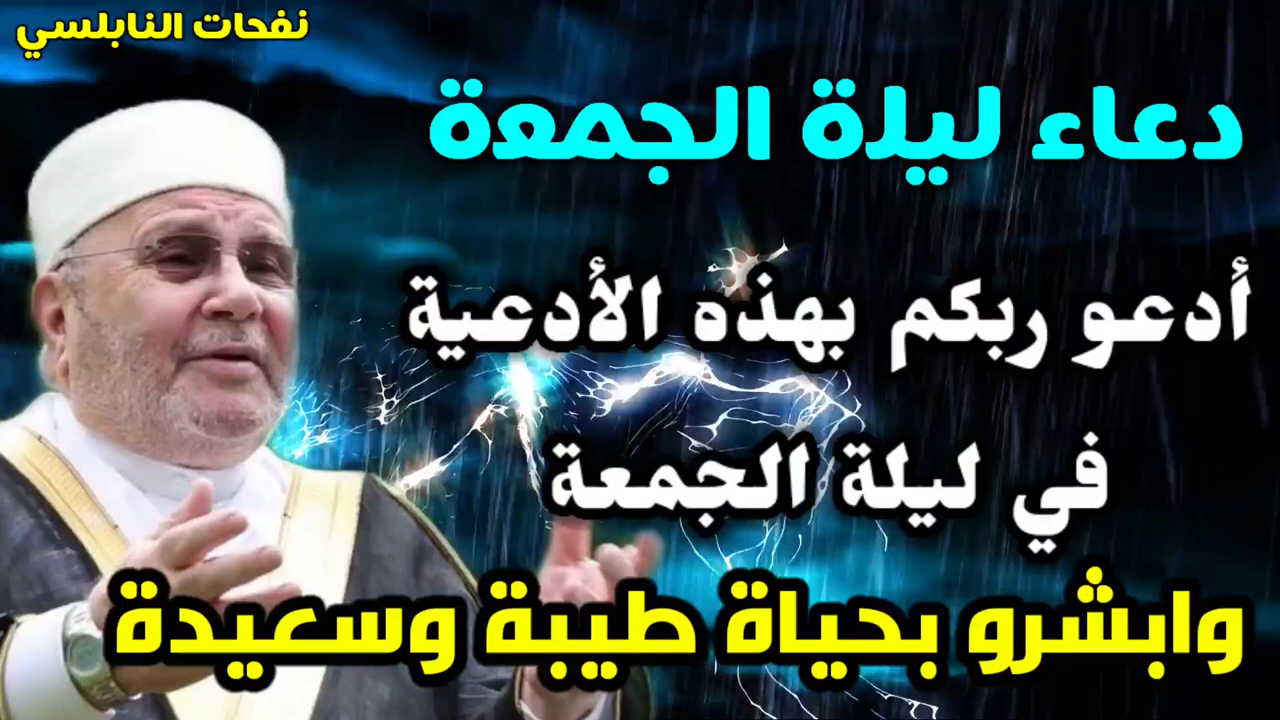 نفحات النابلسي
دعاء ليلة الجمعة
أدعو ربكم بهذه الأدعية
في ليلة الجمعة
وابشرو بحياة طيبة وسعيدة